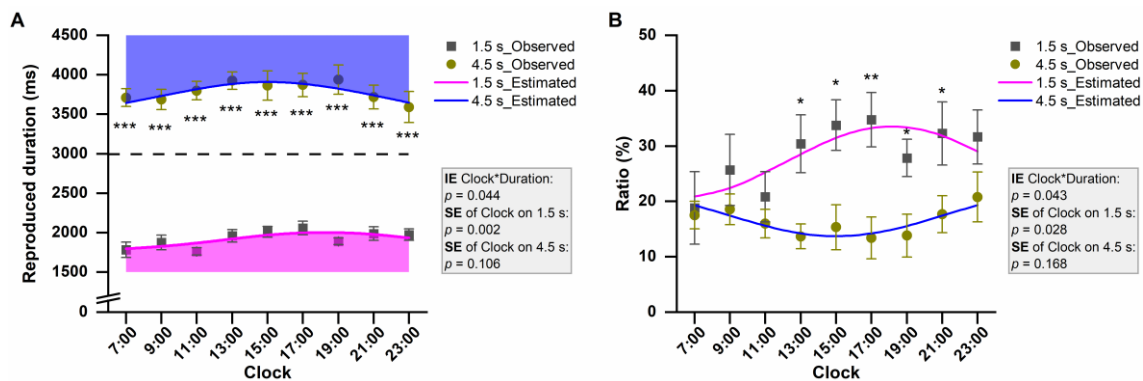 A
Reproduced duration (ms)
4500
4000
3500
3000
2500
2000
1500
0
***
***
***
***
***
***
***
***
***
7:00
9:00
11:00
13:00
15:00
17:00
19:00
21:00
23:00
Clock
1.5 s_Observed
4.5 s_Observed
1.5 s_Estimated
4.5 s_Estimated
IE Clock*Duration:
p = 0.044
SE of Clock on 1.5 s:
p = 0.002
SE of Clock on 4.5 s:
p = 0.106
B
Ratio (%)
50
40
30
20
10
0
*
*
**
*
*
7:00
9:00
11:00
13:00
15:00
17:00
19:00
21:00
23:00
Clock
1.5 s_Observed
4.5 s_Observed
1.5 s_Estimated
4.5 s_Estimated
IE Clock*Duration:
p = 0.043
SE of Clock on 1.5 s:
p = 0.028
SE of Clock on 4.5 s:
p = 0.168